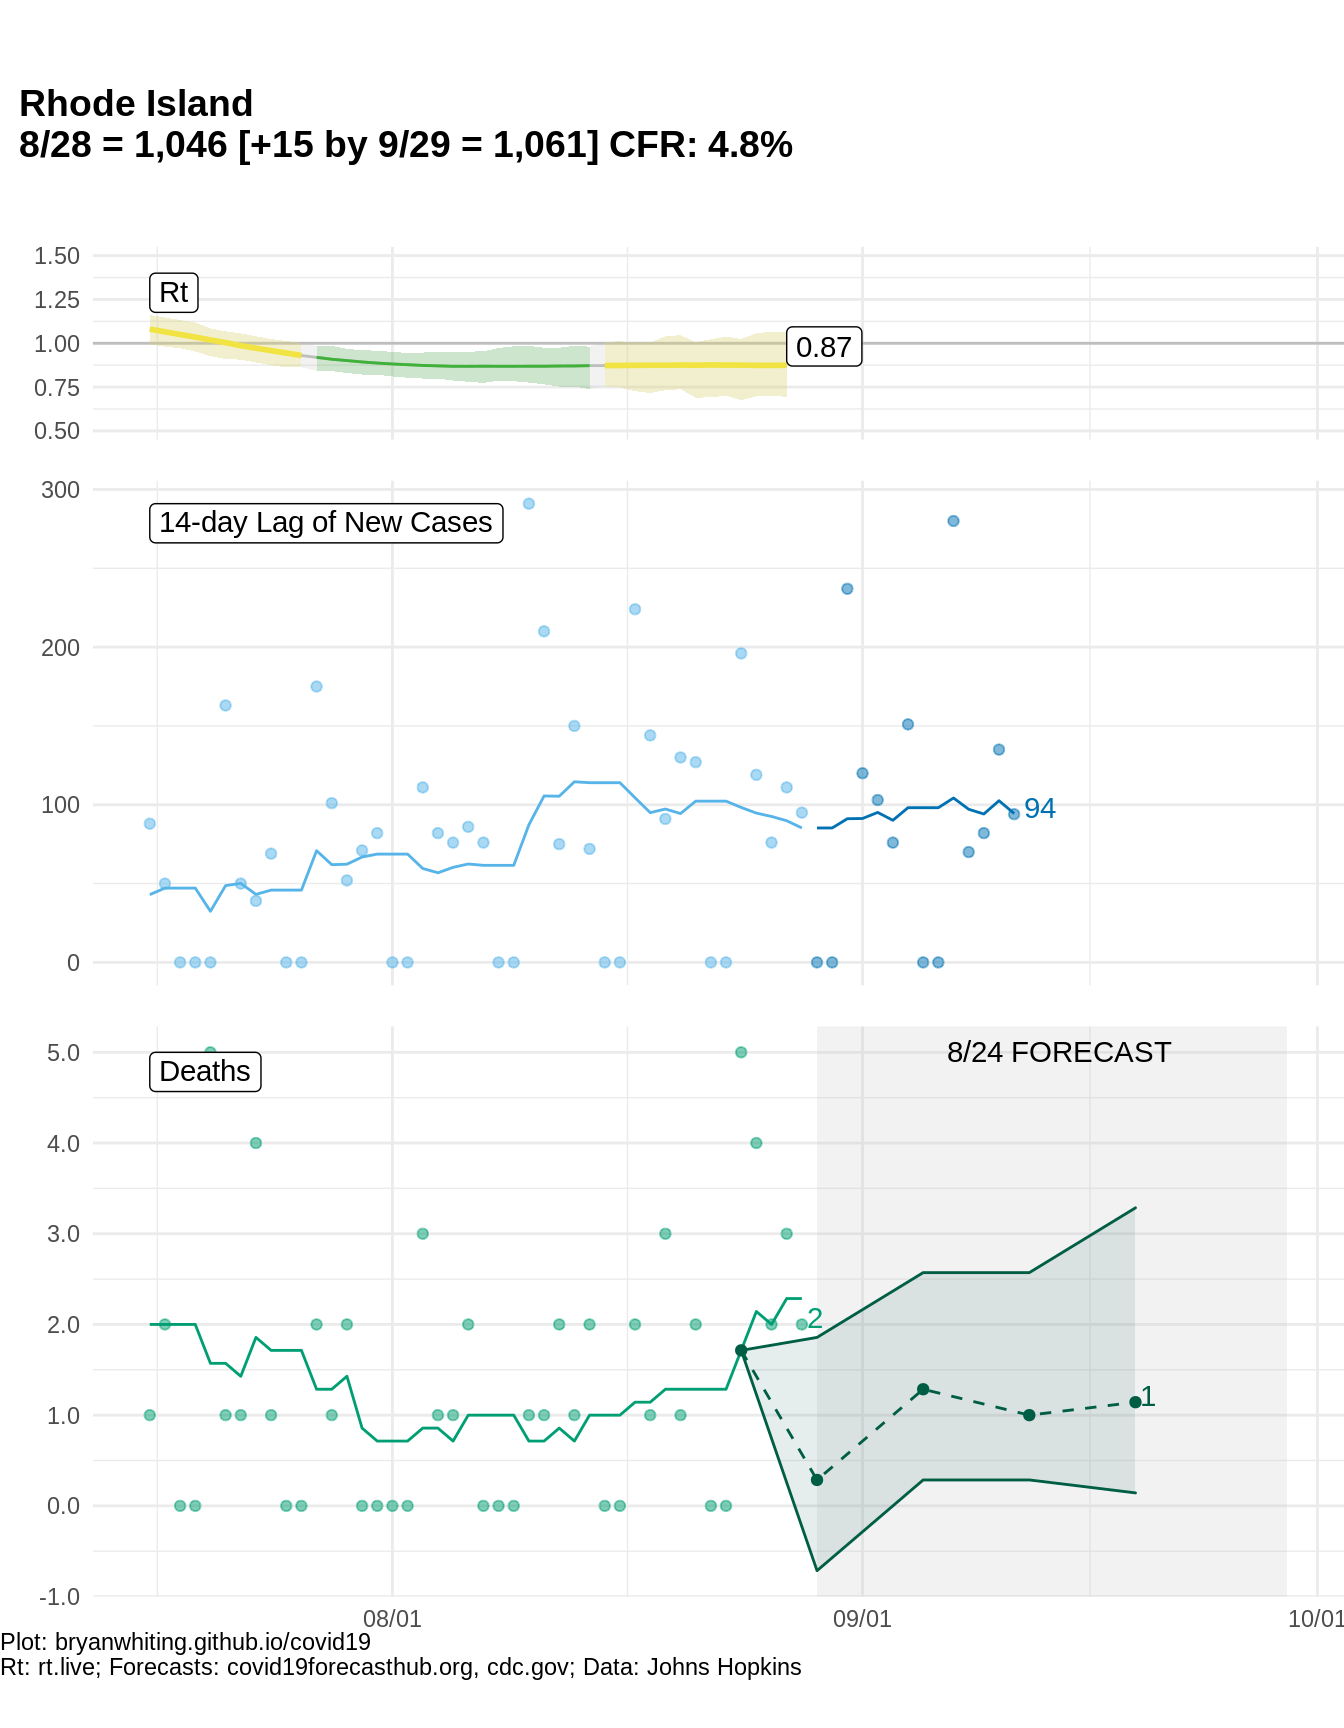 Rhode Island
8/28 = 1,046 [+15 by 9/29 = 1,061] CFR: 4.8%
1.50
Rt
1.25
1.00
0.87
0.75
0.50
300
14-day Lag of New Cases
200
100
94
0
8/24 FORECAST
5.0
Deaths
4.0
3.0
2.0
2
1.0
1
0.0
-1.0
08/01
09/01
10/01
Plot: bryanwhiting.github.io/covid19
Rt: rt.live; Forecasts: covid19forecasthub.org, cdc.gov; Data: Johns Hopkins